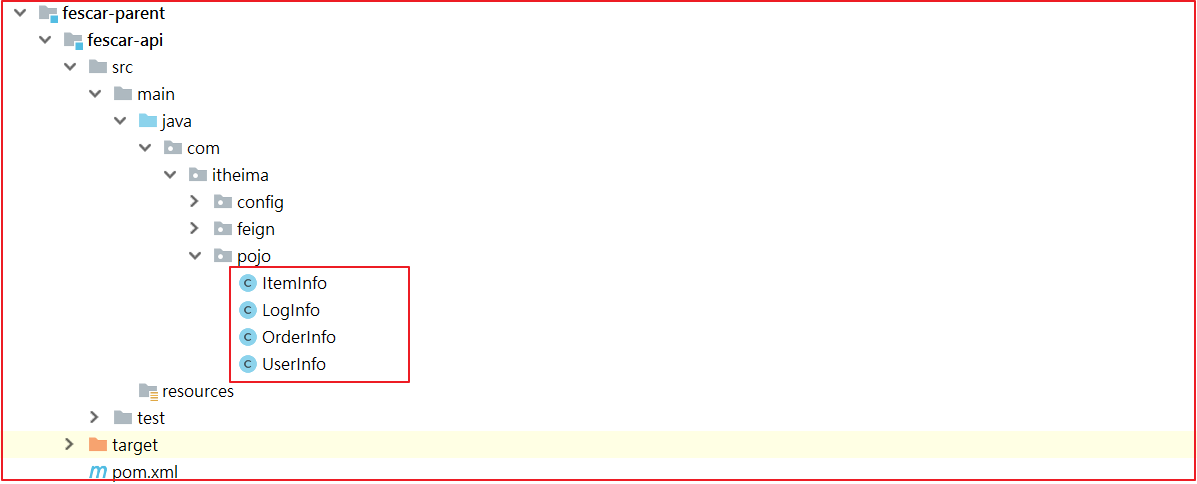 fescar-parent
fescar-api
src
main
java
com
itheima
config
feign
pojo
C ItemInfo
C LogInfo
C OrderInfo
C UserInfo
resources
test
target
m pom.xml